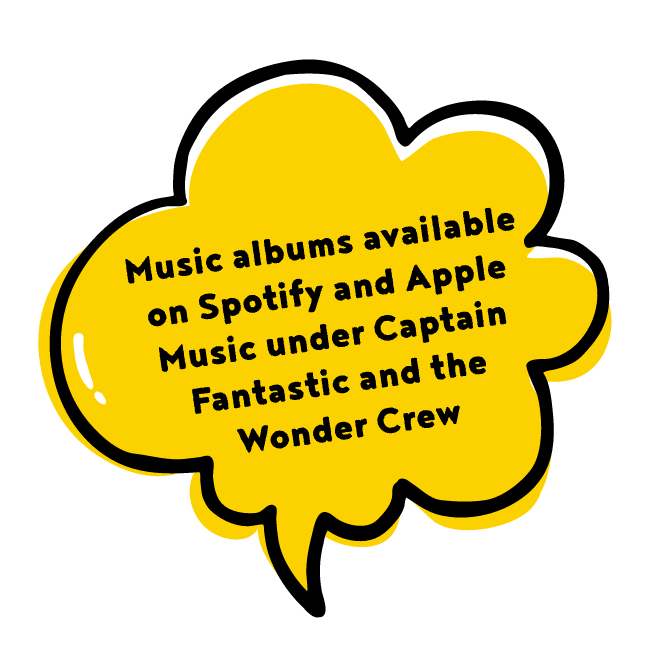 Music albums available
on Spotify and Apple
Music under Captain
Fantastic and the
Wonder Crew